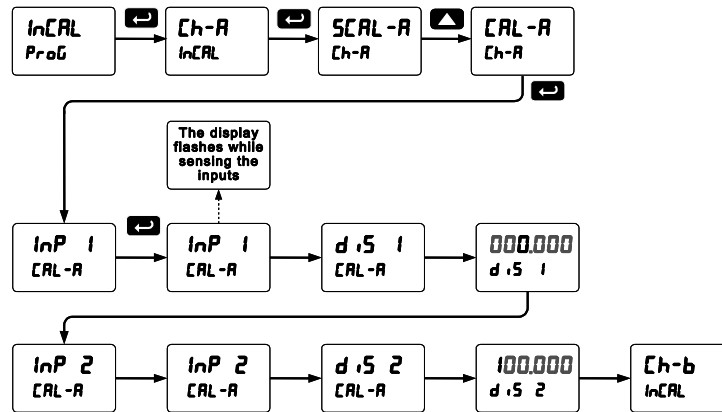 InCAL
ProG
Ch-A
InCAL
SCAL-A
Ch-A
CAL-A
Ch-A
The display
flashes while
sensing the
inputs
InP 1
CAL-A
InP 1
CAL-A
diS 1
CAL-A
000.000
diS 1
InP 2
CAL-A
InP 2
CAL-A
diS 2
CAL-A
100.000
diS 2
Ch-b
InCAL